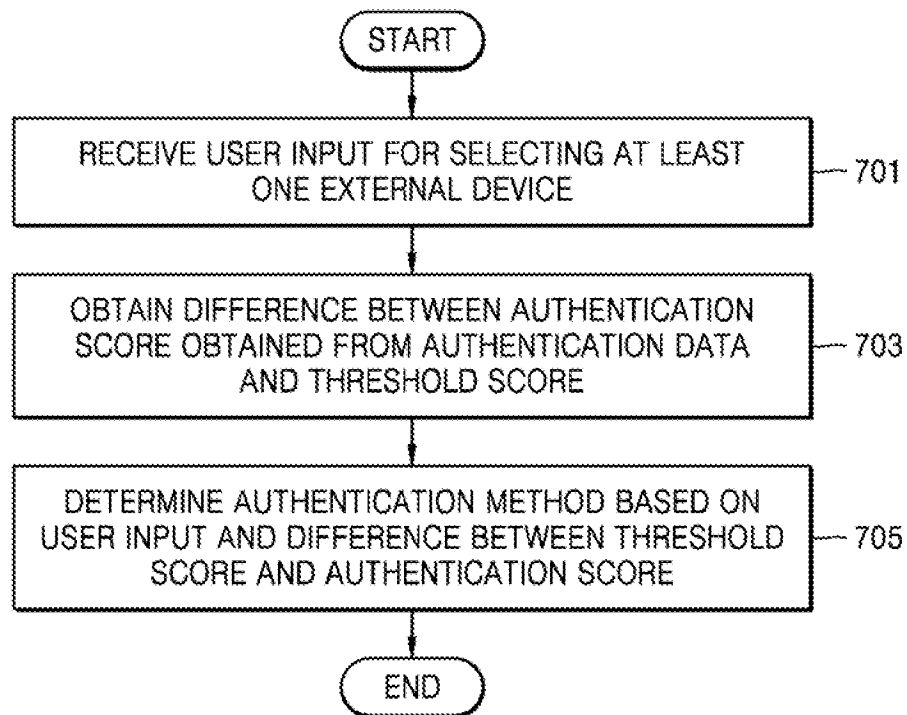 START
RECEIVE USER INPUT FOR SELECTING AT LEAST
ONE EXTERNAL DEVICE
701
OBTAIN DIFFERENCE BETWEEN AUTHENTICATION
SCORE OBTAINED FROM AUTHENTICATION DATA
AND THRESHOLD SCORE
703
DETERMINE AUTHENTICATION METHOD BASED ON
USER INPUT AND DIFFERENCE BETWEEN THRESHOLD
SCORE AND AUTHENTICATION SCORE
705
END